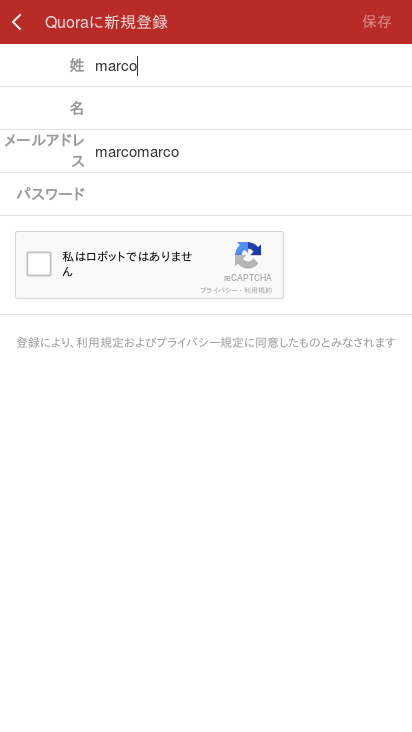 Quoraに新規登録 保存
姓 marco
名
メールアドレ
ス marcomarco
パスワード
私はロボットではありませ
ん
reCAPTCHA
プライバシー - 利用規約
登録により、利用規定およびプライバシー規定に同意したものとみなされます